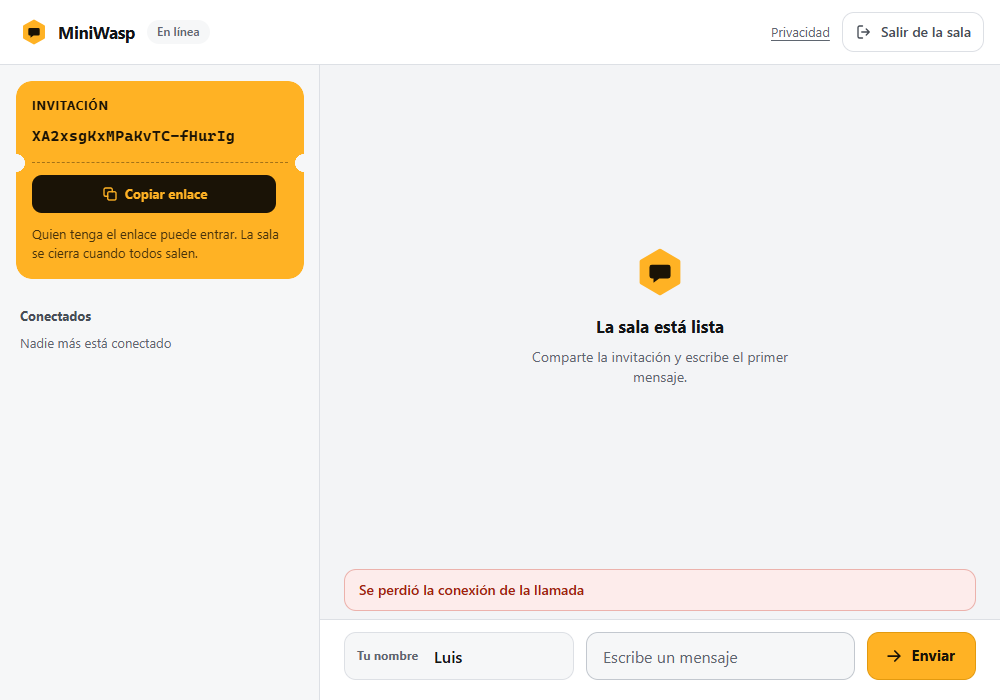 MiniWasp
En línea
Privacidad
Salir de la sala
INVITACIÓN
XA2xsgKxMPaKvTC-fHurIg
Copiar enlace
Quien tenga el enlace puede entrar. La sala
se cierra cuando todos salen.
Conectados
Nadie más está conectado
La sala está lista
Comparte la invitación y escribe el primer
mensaje.
Se perdió la conexión de la llamada
Tu nombre
Luis
Escribe un mensaje
Enviar